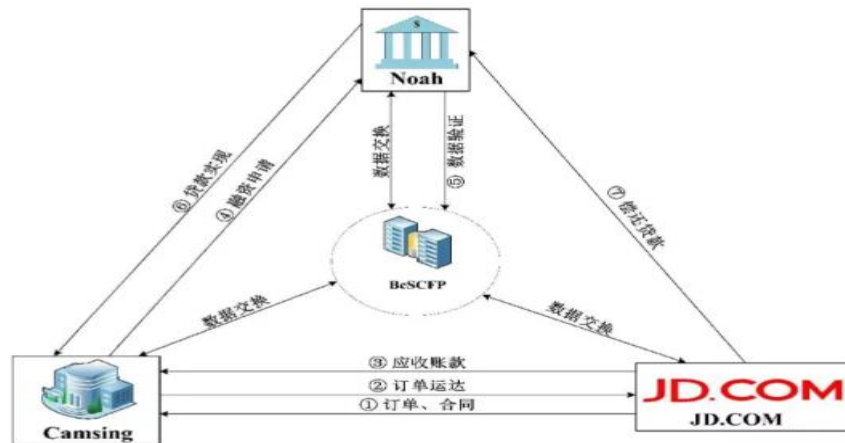 S
Noah
⑥ 贷款实现
④ 融资申请
数据交换
⑤ 数据验证
⑦ 偿还贷款
BcSCFP
数据交换
数据交换
③ 应收账款
② 订单运达
① 订单、合同
Camsing
JD.COM
JD.COM